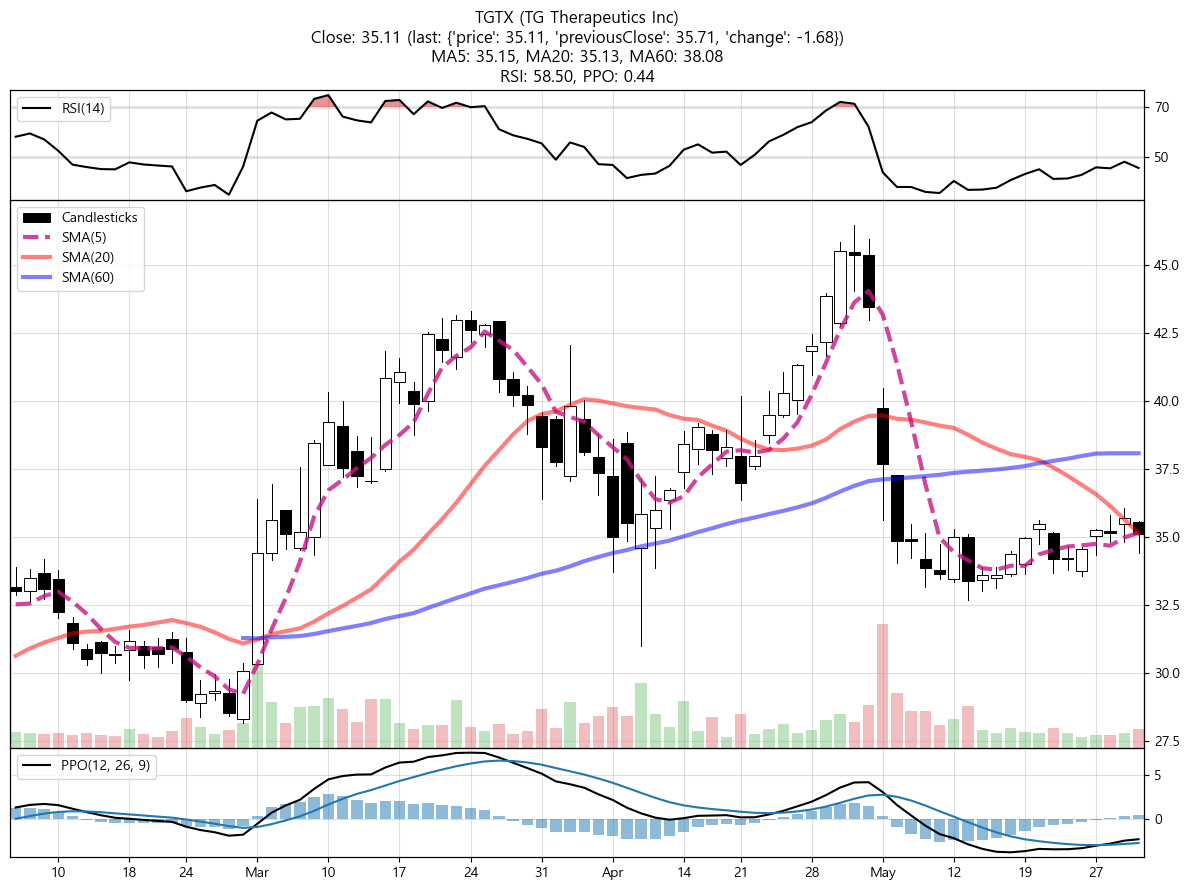 TGTX (TG Therapeutics Inc)
Close: 35.11 (last: {'price': 35.11, 'previousClose': 35.71, 'change': -1.68})
MA5: 35.15, MA20: 35.13, MA60: 38.08
RSI: 58.50, PPO: 0.44
RSI(14)
70
50
Candlesticks
SMA(5)
SMA(20)
SMA(60)
45.0
42.5
40.0
37.5
35.0
32.5
30.0
27.5
PPO(12, 26, 9)
5
0
10 18 24 Mar 10 17 24 31 Apr 14 21 28 May 12 19 27